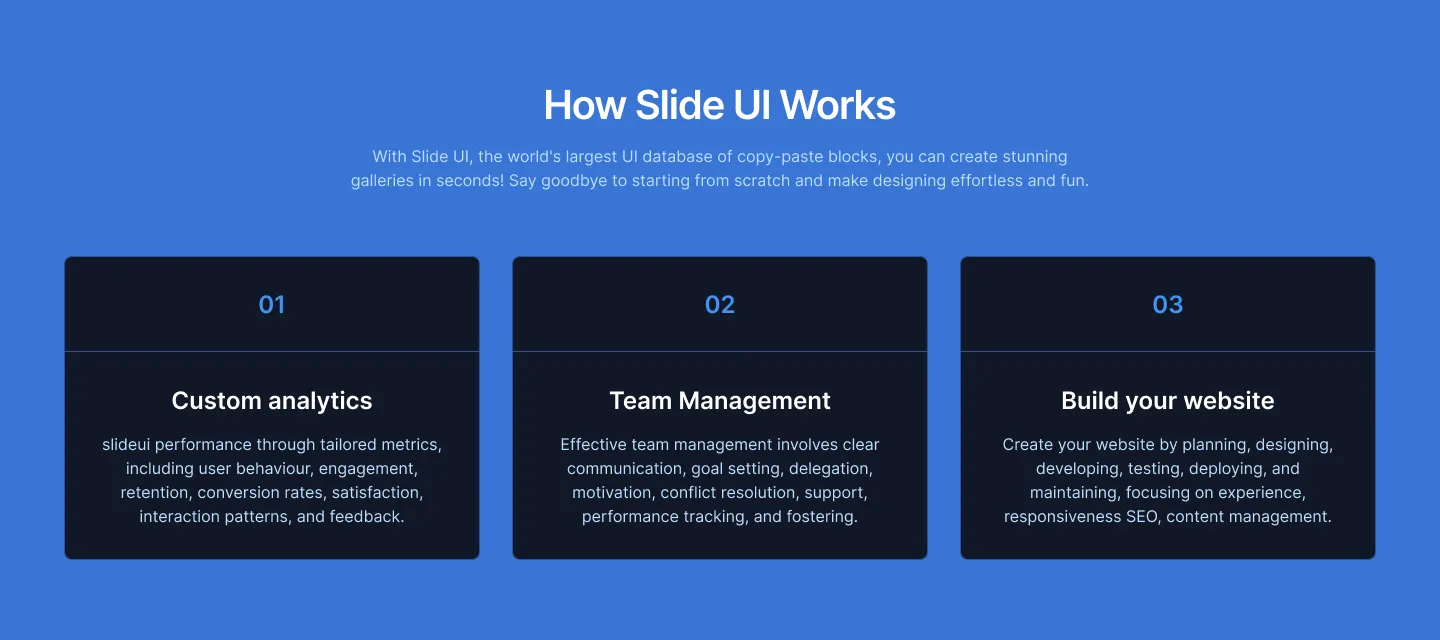 How Slide UI Works
With Slide UI, the world's largest UI database of copy-paste blocks, you can create stunning
galleries in seconds! Say goodbye to starting from scratch and make designing effortless and fun.
01
Custom analytics
slideui performance through tailored metrics,
including user behaviour, engagement,
retention, conversion rates, satisfaction,
interaction patterns, and feedback.
02
Team Management
Effective team management involves clear
communication, goal setting, delegation,
motivation, conflict resolution, support,
performance tracking, and fostering.
03
Build your website
Create your website by planning, designing,
developing, testing, deploying, and
maintaining, focusing on experience,
responsiveness SEO, content management.